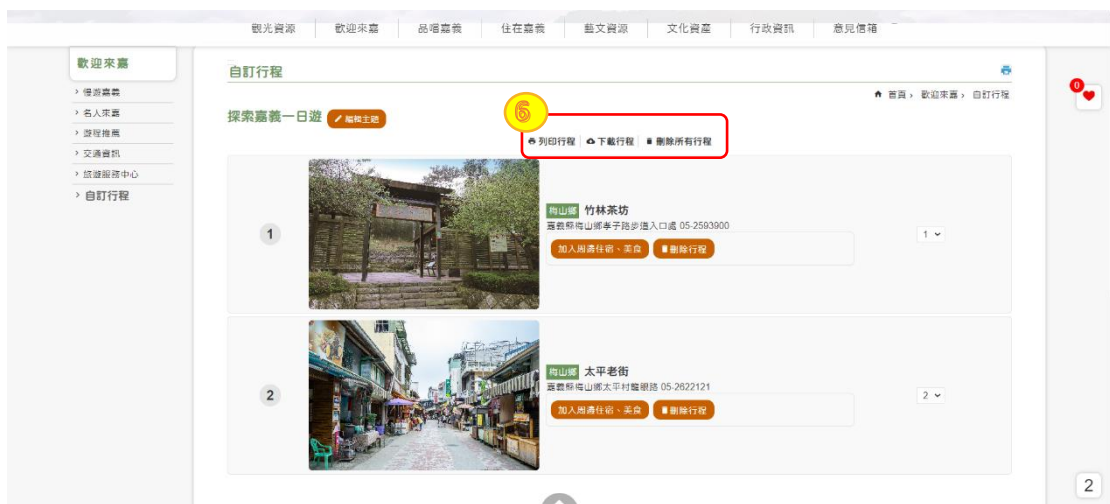 觀光資源 歡迎來嘉 品嚐嘉義 住在嘉義 藝文資源 文化資產 行政資訊 意見信箱
歡迎來嘉
慢遊嘉義
名人來嘉
遊程推薦
交通資訊
旅遊服務中心
自訂行程
自訂行程
首頁 › 歡迎來嘉 › 自訂行程
0
探索嘉義一日遊 編輯主題
6
列印行程 下載行程 刪除所有行程
1
梅山鄉 竹林茶坊
嘉義縣梅山鄉孝子路步道入口處 05-2593900
加入周邊住宿、美食 刪除行程
1
2
梅山鄉 太平老街
嘉義縣梅山鄉太平村龍眼路 05-2622121
加入周邊住宿、美食 刪除行程
2
2